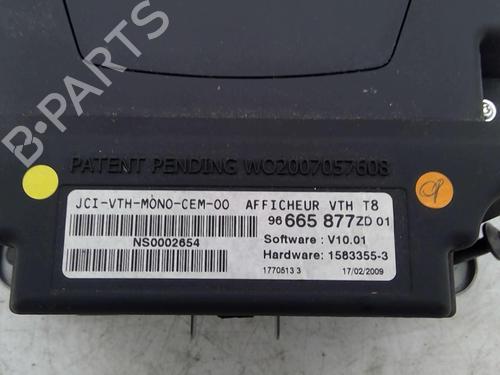 B-PARTS
PATENT PENDING WO2007057608
JCI-VTH-MONO-CEM-00 AFFICHEUR VTH T8
96 665 877 ZD 01
NS0002654
Software : V10.01
Hardware: 1583355-3
1770513 3 17/02/2009